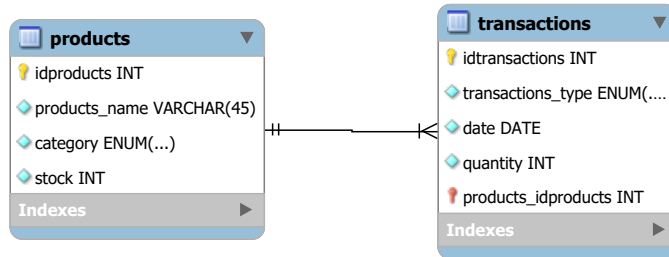 products
idproducts INT
products_name VARCHAR(45)
category ENUM(...)
stock INT
Indexes
transactions
idtransactions INT
transactions_type ENUM(....
date DATE
quantity INT
products_idproducts INT
Indexes